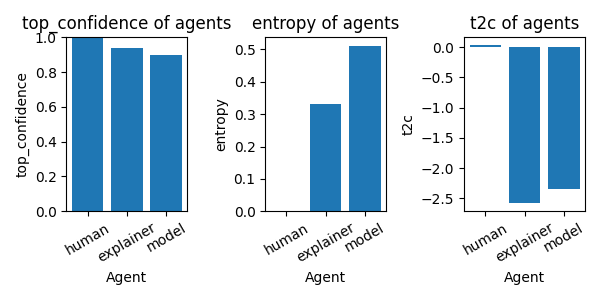 top_confidence of agents
top_confidence
1.0
0.8
0.6
0.4
0.2
0.0
human
explainer
model
Agent
entropy of agents
entropy
0.5
0.4
0.3
0.2
0.1
0.0
human
explainer
model
Agent
t2c of agents
t2c
0.0
−0.5
−1.0
−1.5
−2.0
−2.5
human
explainer
model
Agent